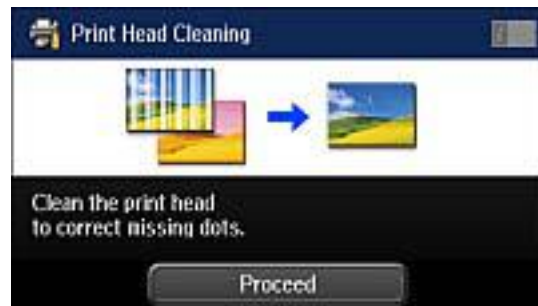 Print Head Cleaning
Clean the print head
to correct missing dots.
Proceed